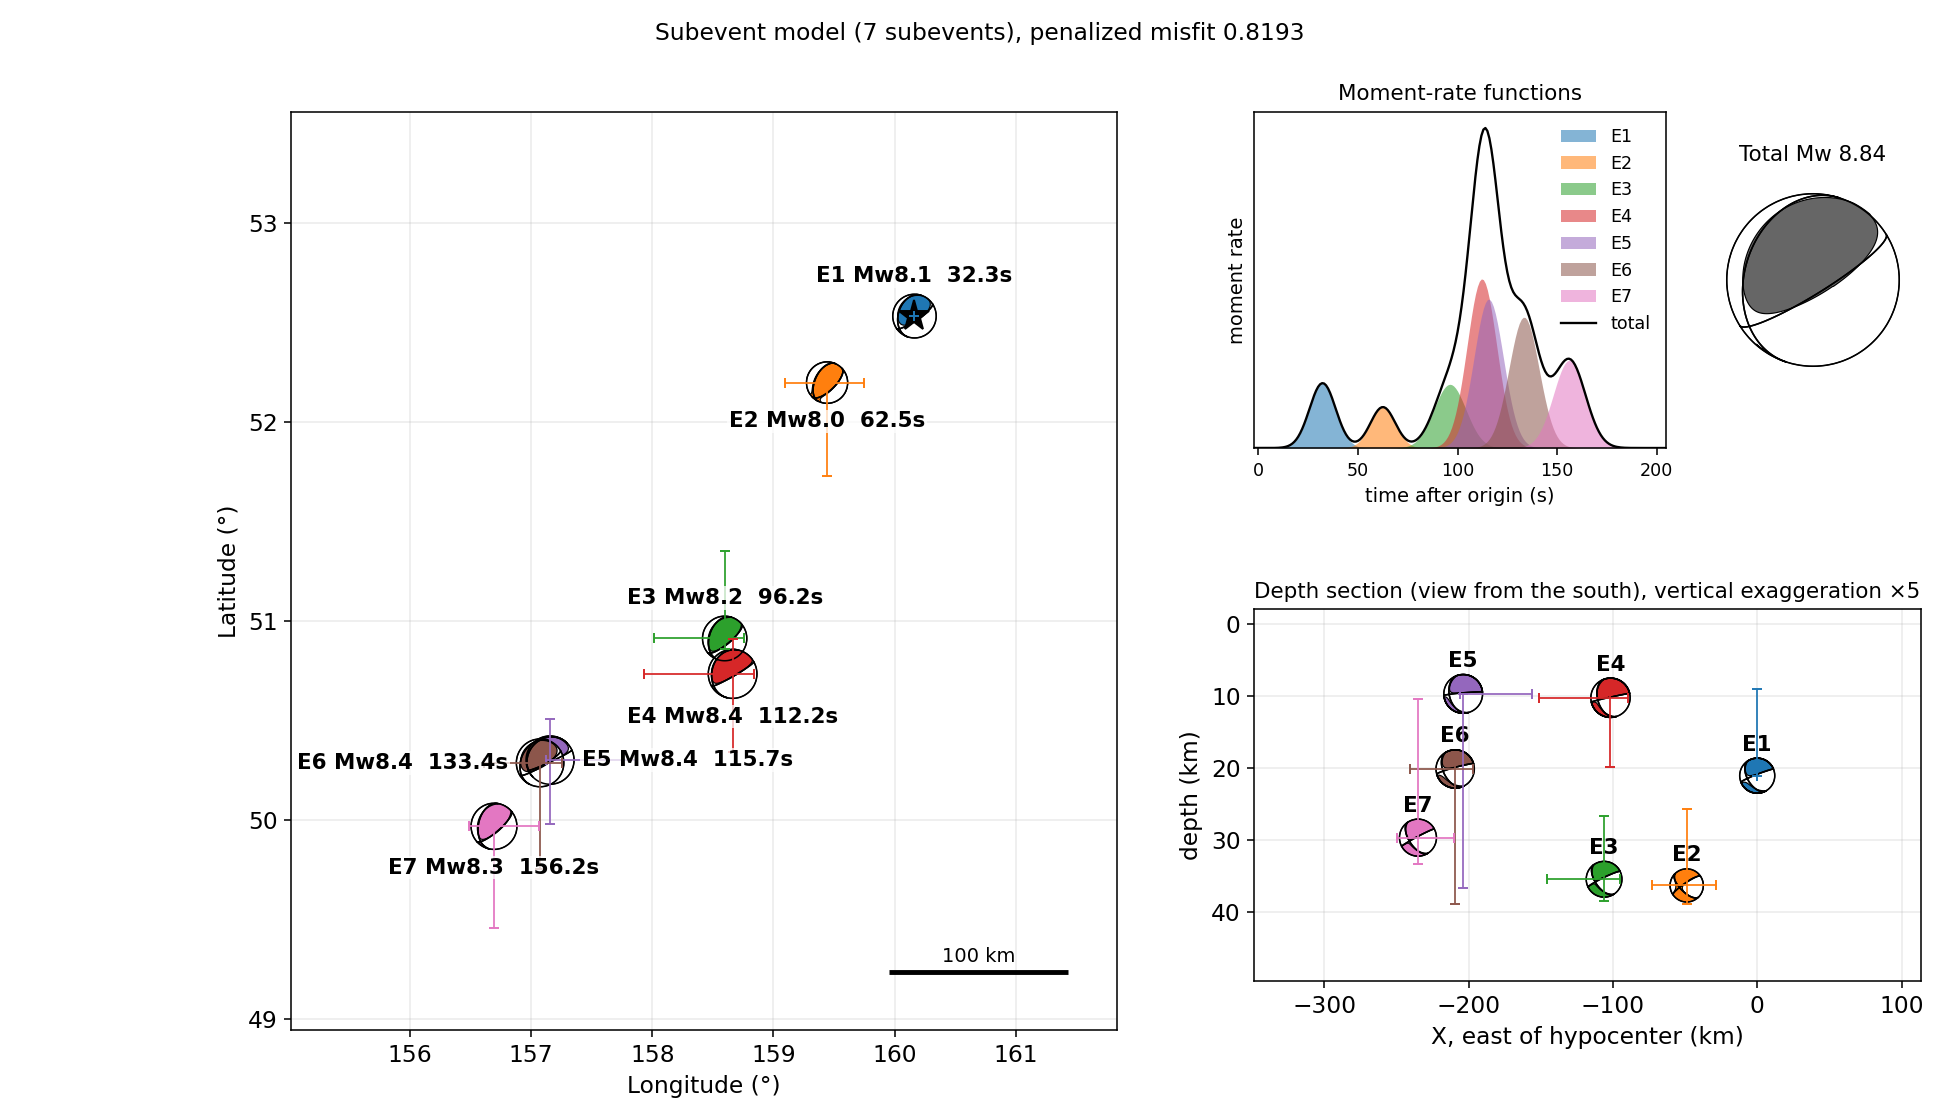 Subevent model (7 subevents), penalized misfit 0.8193
53
52
51
50
49
156
157
158
159
160
161
Latitude (°)
Longitude (°)
E1 Mw8.1 32.3s
E2 Mw8.0 62.5s
E3 Mw8.2 96.2s
E4 Mw8.4 112.2s
E6 Mw8.4 133.4s
E5 Mw8.4 115.7s
E7 Mw8.3 156.2s
100 km
Moment-rate functions
moment rate
E1
E2
E3
E4
E5
E6
E7
total
0
50
100
150
200
time after origin (s)
Total Mw 8.84
Depth section (view from the south), vertical exaggeration ×5
0
10
20
30
40
depth (km)
E5
E4
E6
E1
E7
E3
E2
−300
−200
−100
0
100
X, east of hypocenter (km)